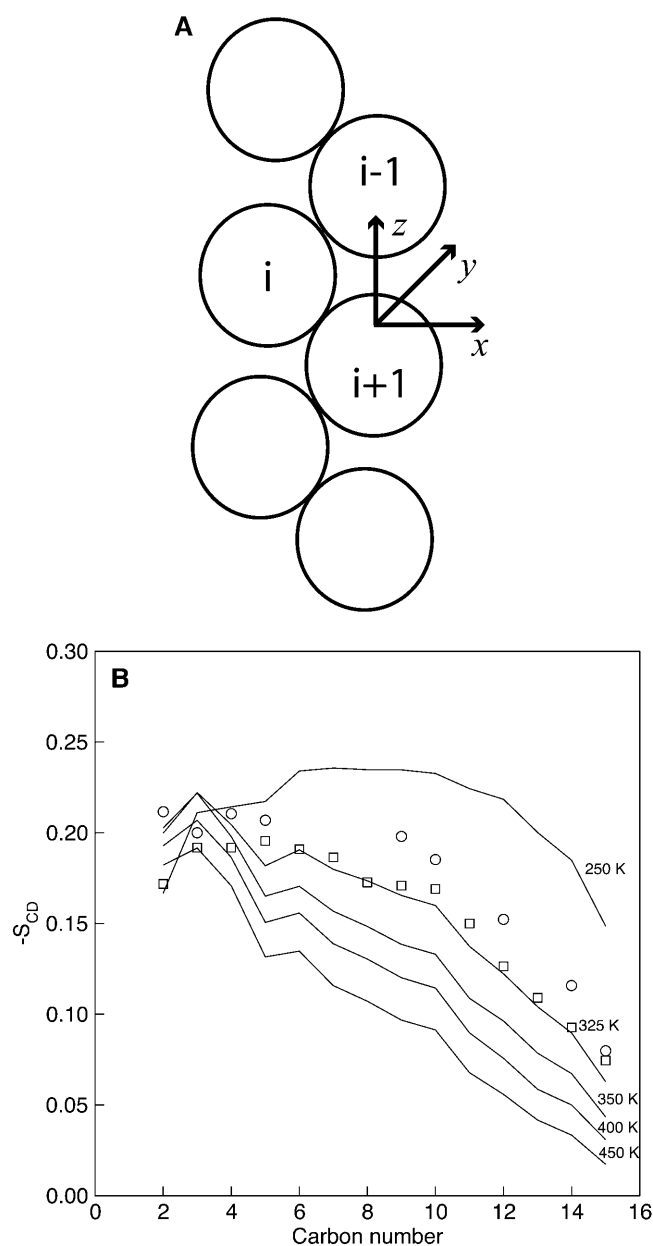 A
i-1
z
i
y
x
i+1
0.30
B
0.25
0.20
250 K
-S_CD
0.15
0.10
325 K
0.05
350 K
400 K
450 K
0.00
0 2 4 6 8 10 12 14 16
Carbon number